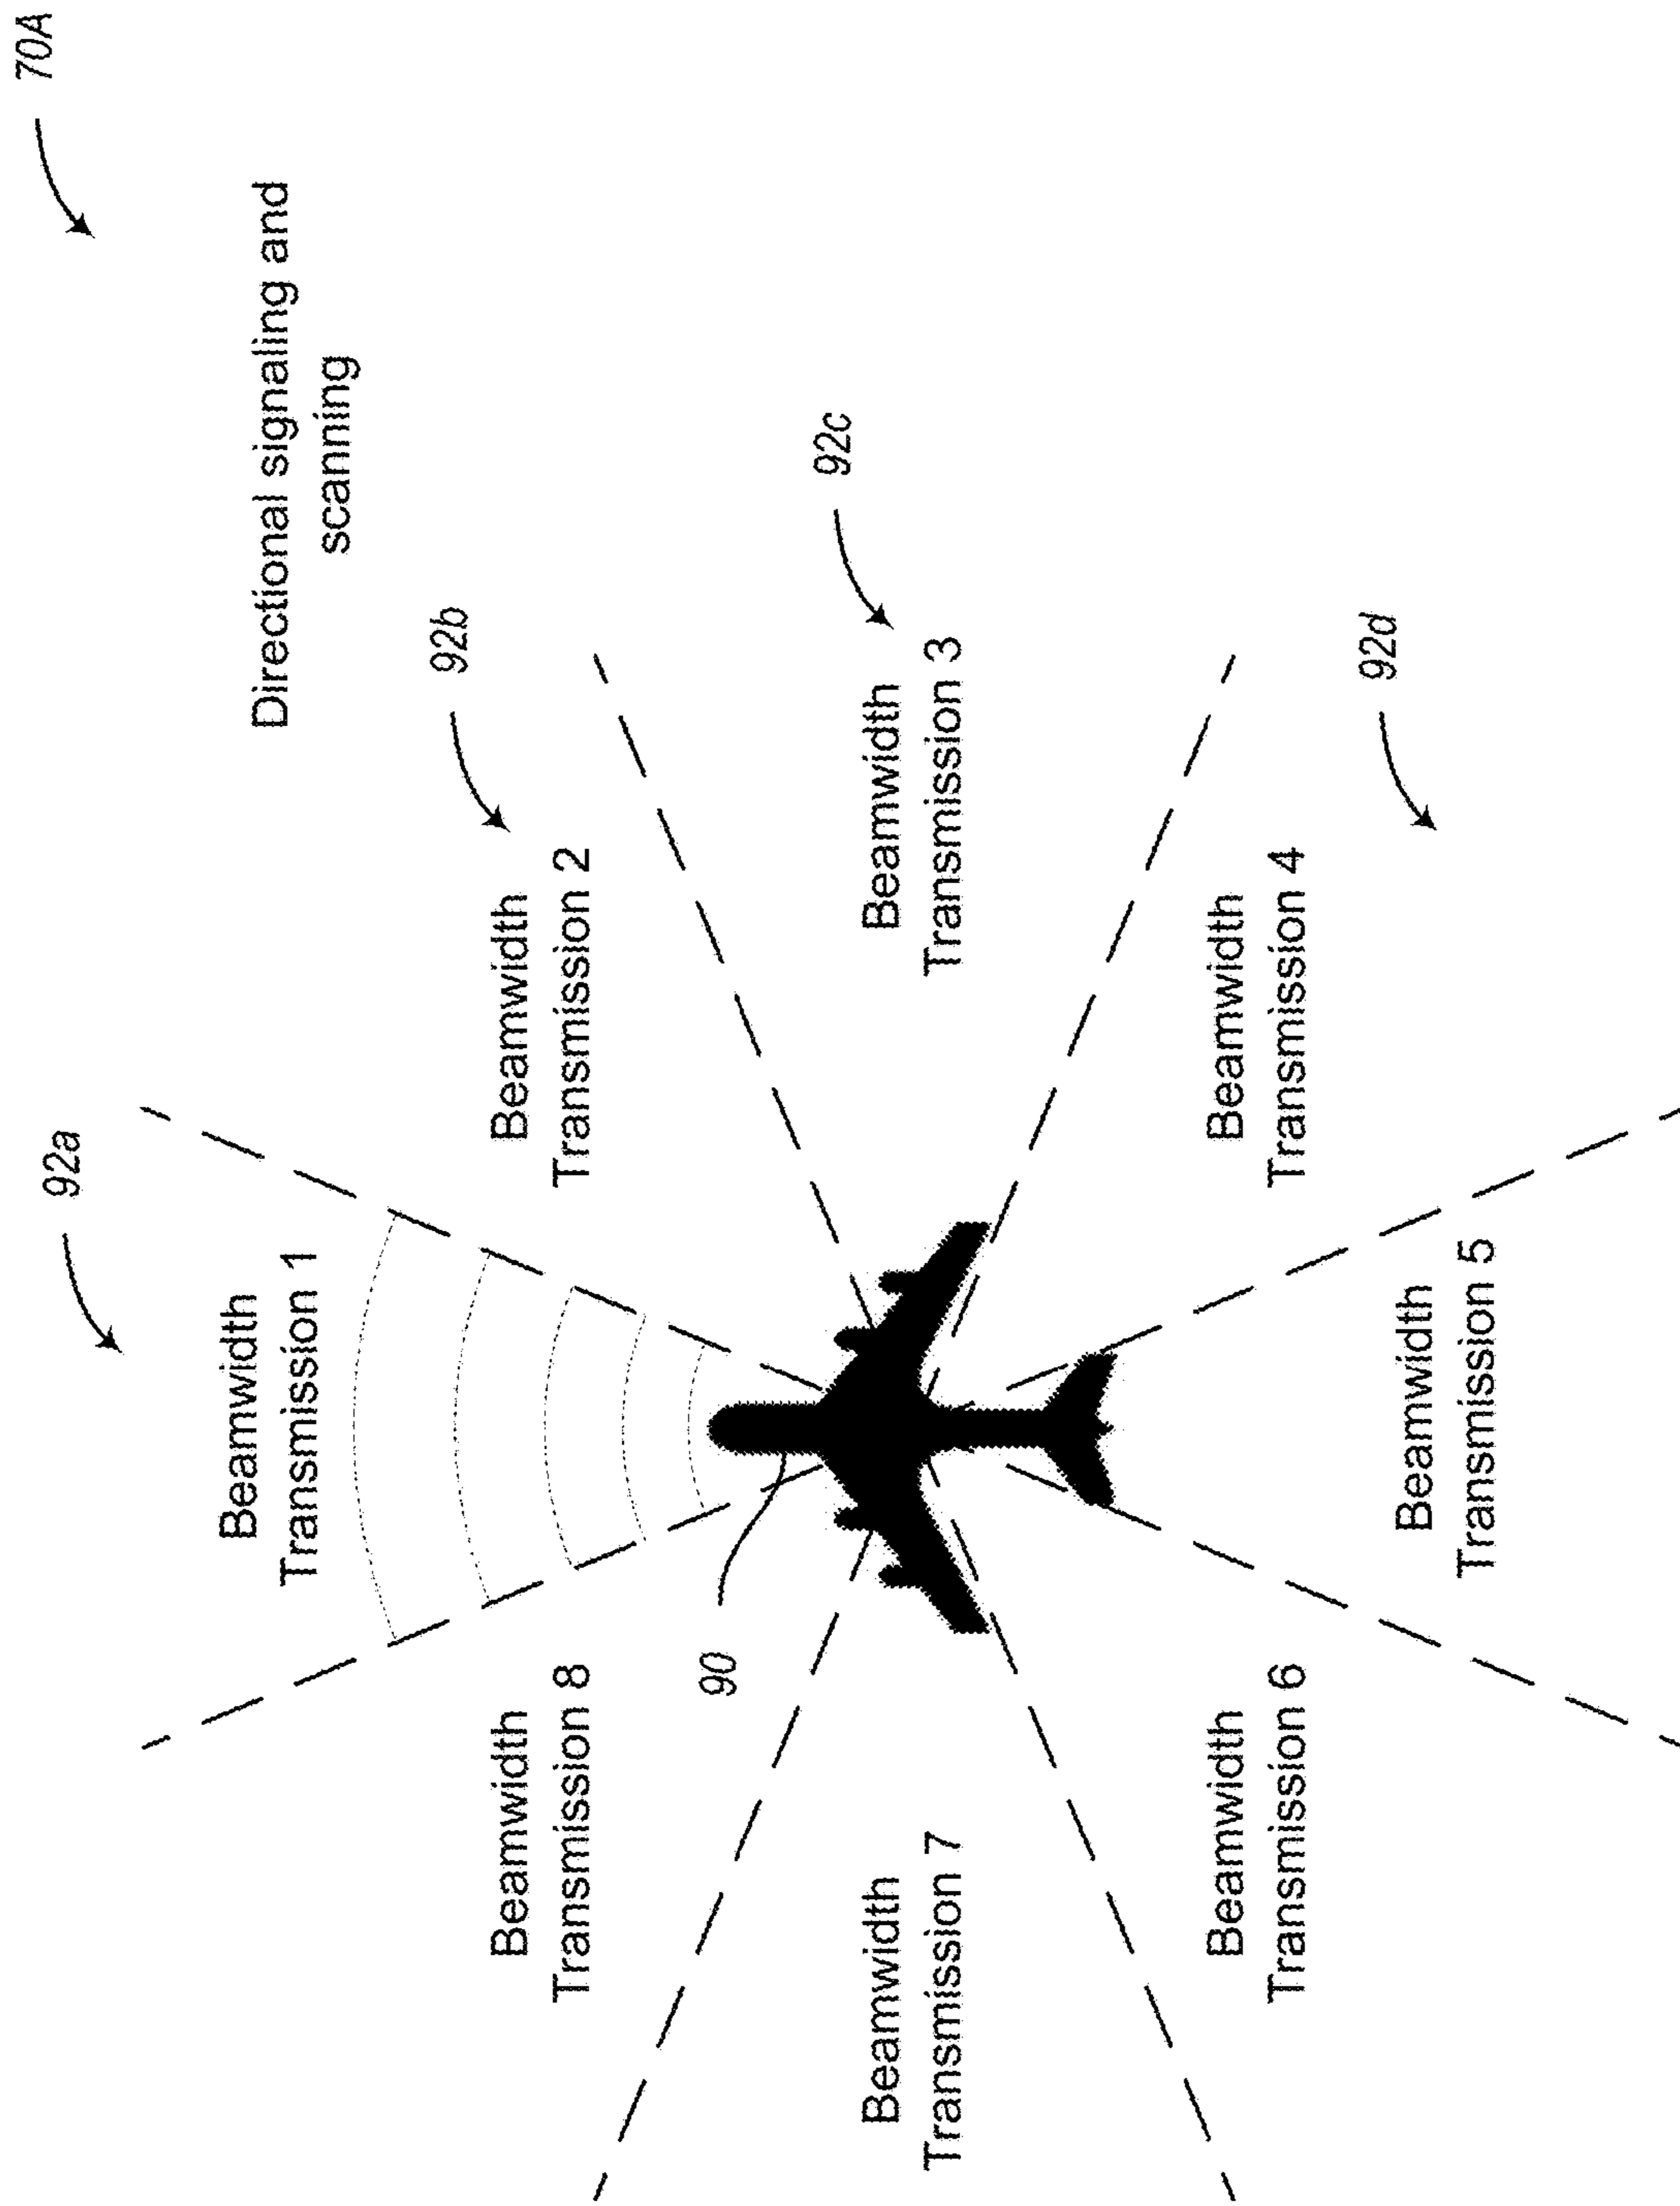 70A
Directional signaling and
scanning
92a
Beamwidth
Transmission 1
92b
Beamwidth
Transmission 2
92c
Beamwidth
Transmission 3
92d
Beamwidth
Transmission 4
Beamwidth
Transmission 5
Beamwidth
Transmission 6
Beamwidth
Transmission 7
Beamwidth
Transmission 8
90